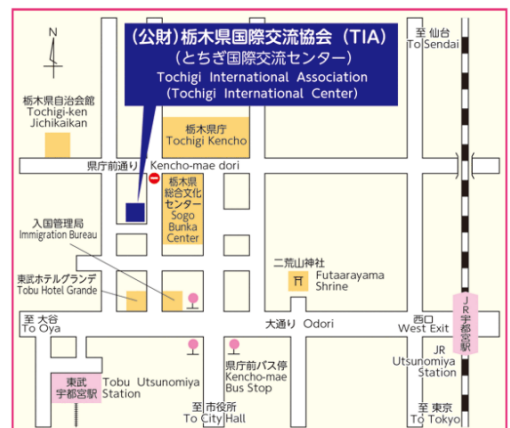 (公財)栃木県国際交流協会 (TIA)
(とちぎ国際交流センター)
Tochigi International Association
(Tochigi International Center)
至 仙台
To Sendai
N
栃木県自治会館
Tochigi-ken
Jichikaikan
栃木県庁
Tochigi Kencho
県庁前通り Kencho-mae dori
栃木県
総合文化
センター
Sogo
Bunka
Center
入国管理局
Immigration Bureau
東武ホテルグランデ
Tobu Hotel Grande
二荒山神社
Futaarayama
Shrine
至 大谷
To Oya
大通り Odori
西口
West Exit
JR宇都宮駅
JR
Utsunomiya
Station
東武
宇都宮駅
Tobu Utsunomiya
Station
県庁前バス停
Kencho-mae
Bus Stop
至 市役所
To City Hall
至 東京
To Tokyo